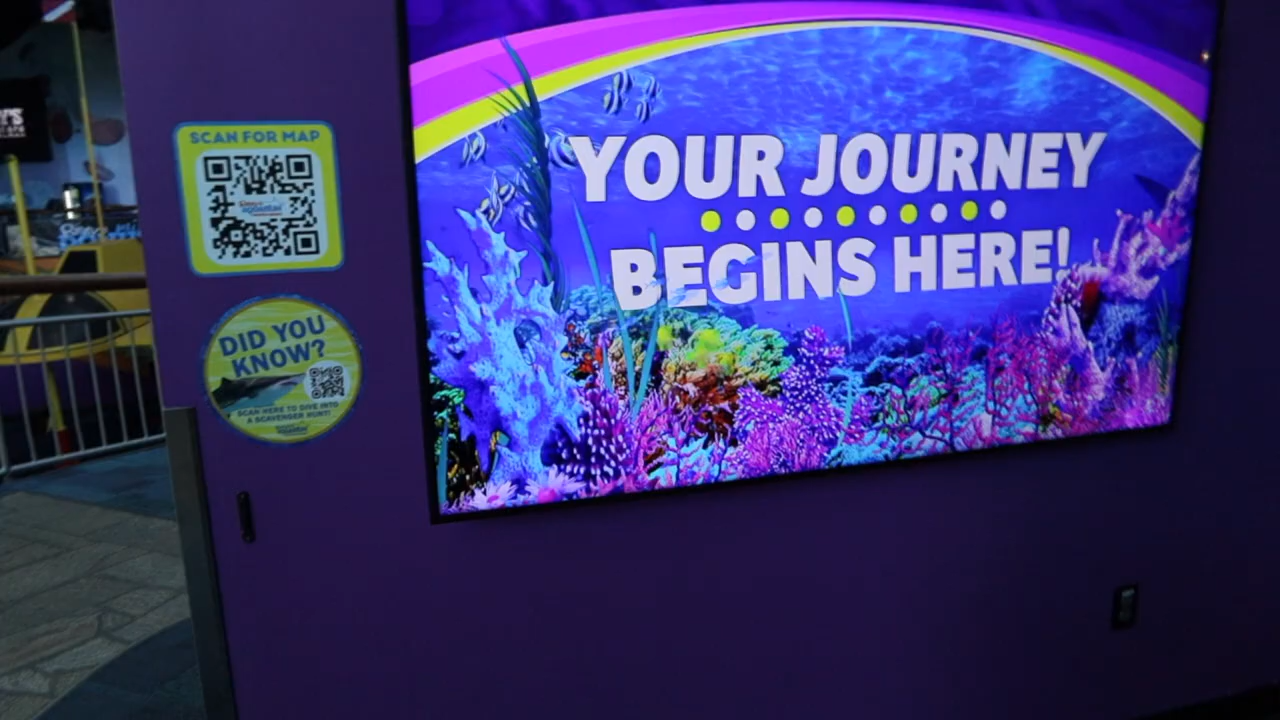 SCAN FOR MAP
YOUR JOURNEY
BEGINS HERE!
DID YOU
KNOW?
SCAN HERE TO DIVE INTO
A SCAVENGER HUNT!